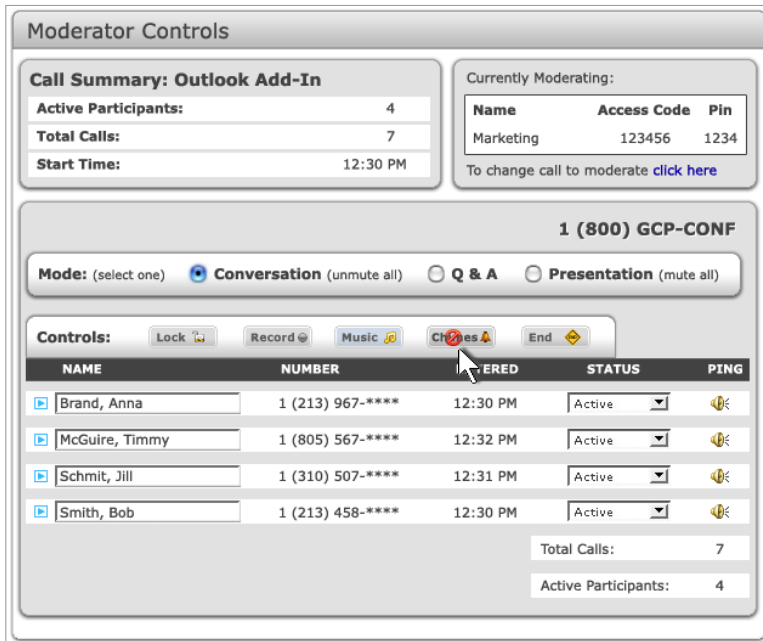 Moderator Controls
Call Summary: Outlook Add-In
Active Participants: 4
Total Calls: 7
Start Time: 12:30 PM
Currently Moderating:
Name Access Code Pin
Marketing 123456 1234
To change call to moderate click here
1 (800) GCP-CONF
Mode: (select one) Conversation (unmute all) Q & A Presentation (mute all)
Controls: Lock Record Music End
NAME NUMBER STATUS PING
Brand, Anna 1 (213) 967-**** 12:30 PM Active
McGuire, Timmy 1 (805) 567-**** 12:32 PM Active
Schmit, Jill 1 (310) 507-**** 12:31 PM Active
Smith, Bob 1 (213) 458-**** 12:30 PM Active
Total Calls: 7
Active Participants: 4